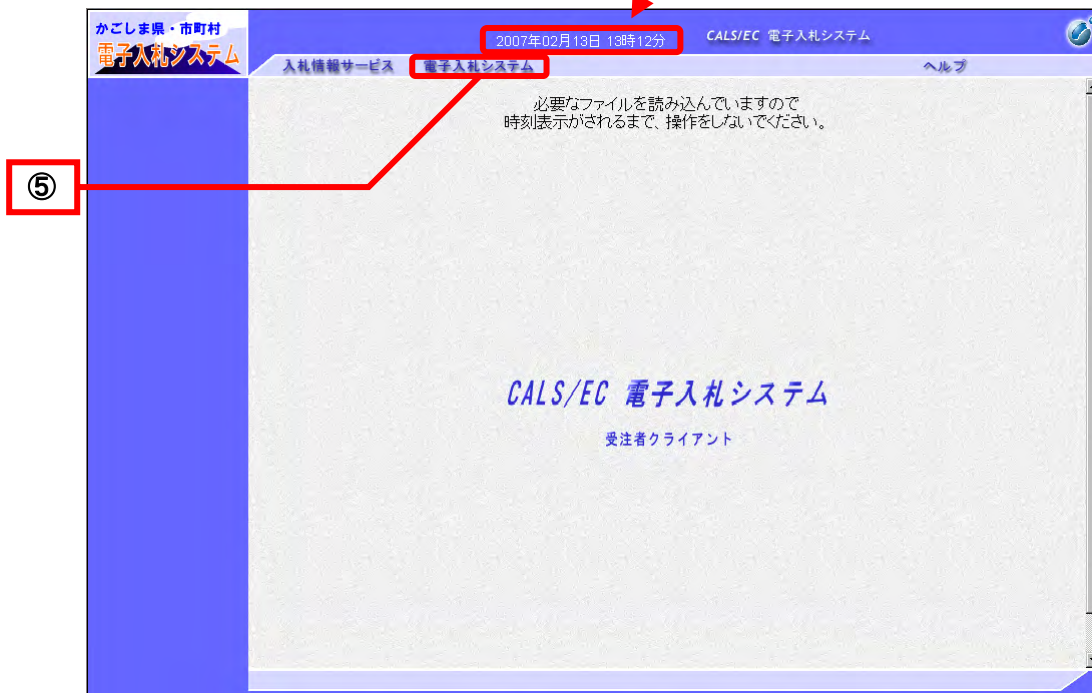 かごしま県・市町村
電子入札システム
2007年02月13日 13時12分
CALS/EC 電子入札システム
入札情報サービス
電子入札システム
ヘルプ
必要なファイルを読み込んでいますので
時刻表示がされるまで、操作をしないでください。
⑤
CALS/EC 電子入札システム
受注者クライアント